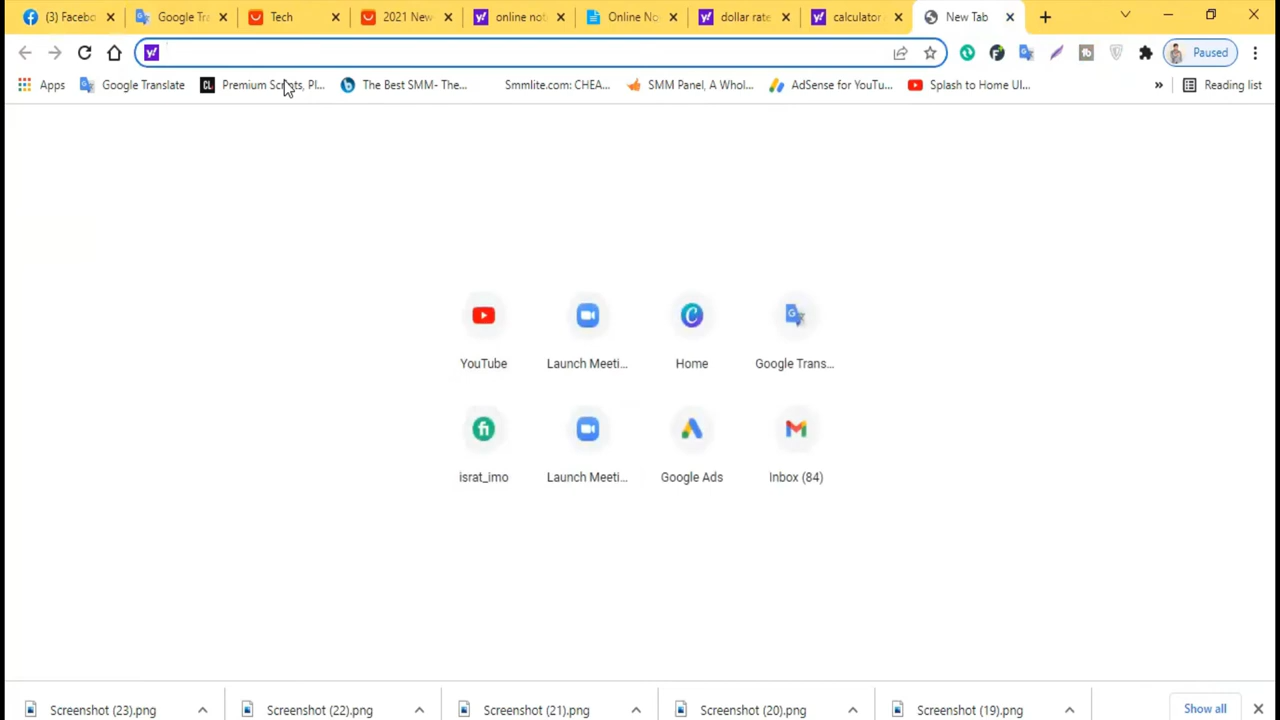 (3) Facebo
Google Tra
Tech
2021 New
online not
Online No
dollar rate
calculator
New Tab
Paused
Apps
Google Translate
Premium Scripts, Pl...
The Best SMM- The...
Smmlite.com: CHEA...
SMM Panel, A Whol...
AdSense for YouTu...
Splash to Home UI...
»
Reading list
YouTube
Launch Meeti...
Home
Google Trans...
israt_imo
Launch Meeti...
Google Ads
Inbox (84)
Screenshot (23).png
Screenshot (22).png
Screenshot (21).png
Screenshot (20).png
Screenshot (19).png
Show all